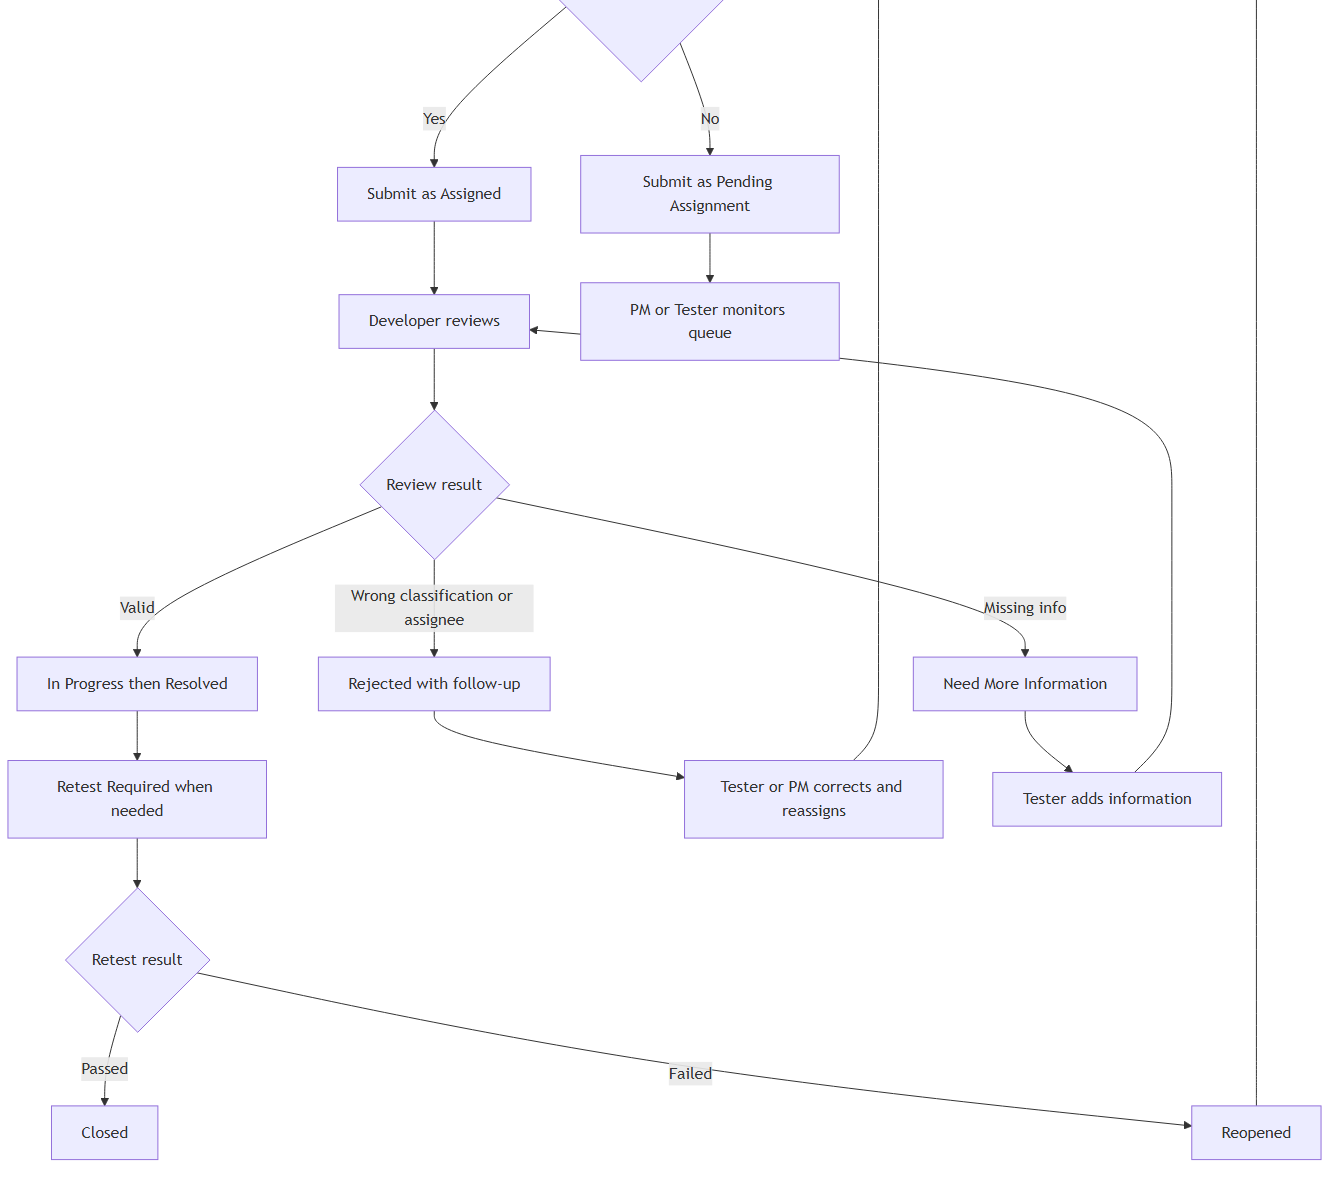 Yes
No
Submit as Assigned
Submit as Pending
Assignment
Developer reviews
PM or Tester monitors
queue
Review result
Valid
Wrong classification or
assignee
Missing info
In Progress then Resolved
Rejected with follow-up
Need More Information
Retest Required when
needed
Tester or PM corrects and
reassigns
Tester adds information
Retest result
Passed
Failed
Closed
Reopened